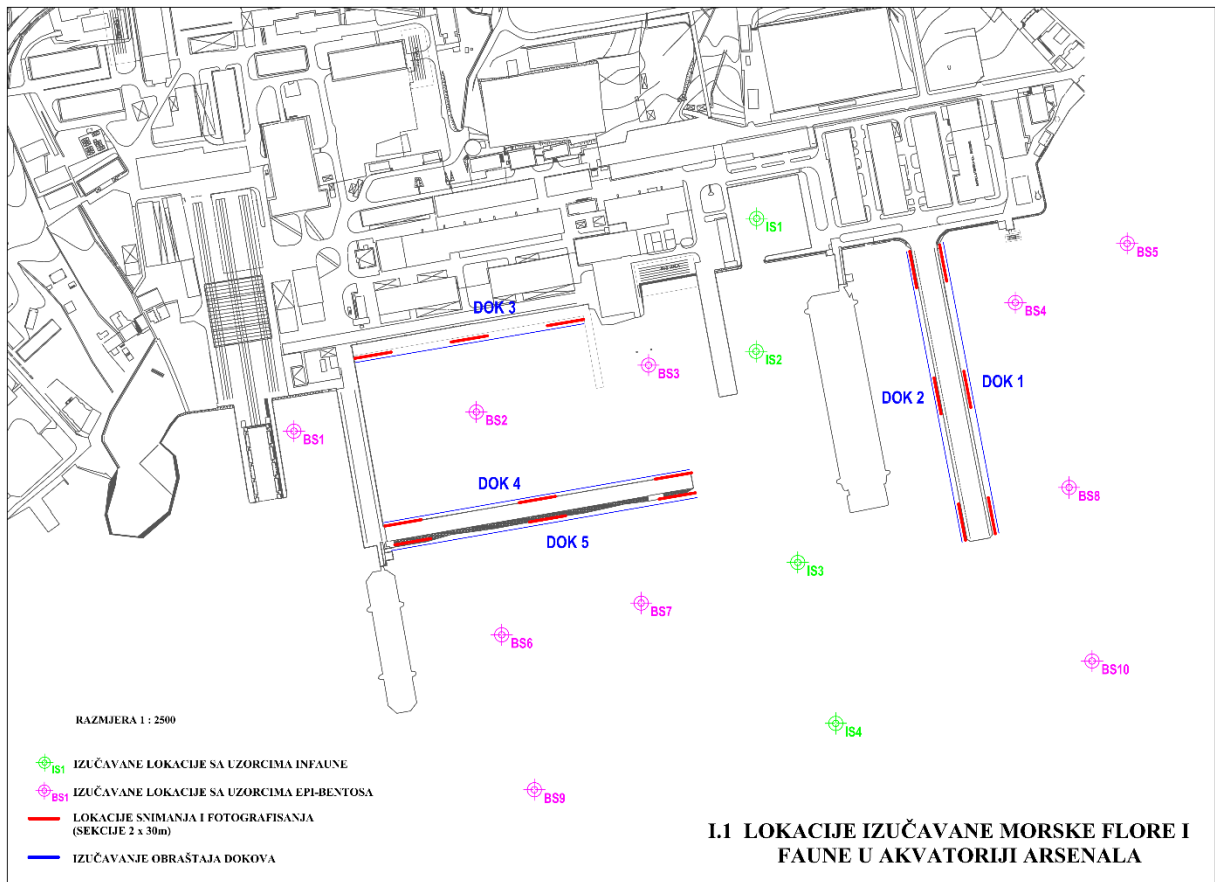 IS1
BS5
BS4
DOK 3
IS2
BS3
DOK 2
DOK 1
BS2
BS1
DOK 4
BS8
DOK 5
IS3
BS7
BS6
BS10
IS4
BS9
RAZMJERA 1 : 2500
IS1 IZUČAVANE LOKACIJE SA UZORCIMA INFAUNE
BS1 IZUČAVANE LOKACIJE SA UZORCIMA EPI-BENTOSA
LOKACIJE SNIMANJA I FOTOGRAFISANJA
(SEKCIJE 2 x 30m)
IZUČAVANJE OBRAŠTAJA DOKOVA
I.1 LOKACIJE IZUČAVANE MORSKE FLORE I
FAUNE U AKVATORIJI ARSENALA